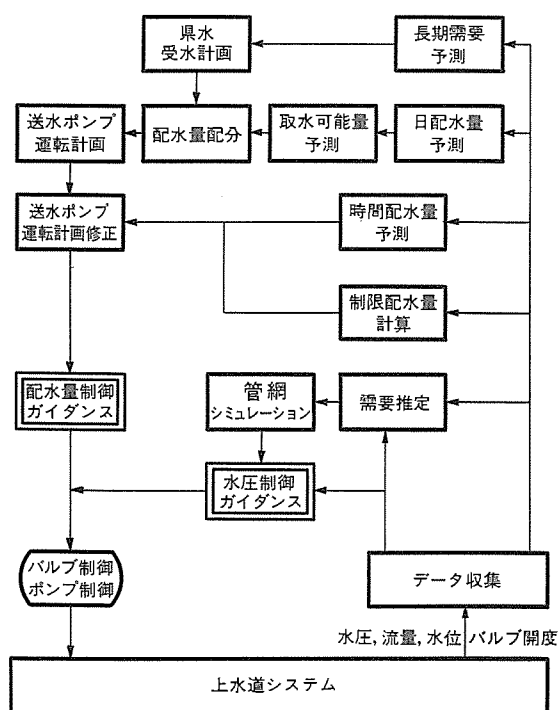 県水
受水計画
長期需要
予測
送水ポンプ
運転計画
配水量配分
取水可能量
予測
日配水量
予測
送水ポンプ
運転計画修正
時間配水量
予測
制限配水量
計算
配水量制御
ガイダンス
管網
シミュレーション
需要推定
水圧制御
ガイダンス
バルブ制御
ポンプ制御
データ収集
水圧, 流量, 水位, バルブ開度
上水道システム